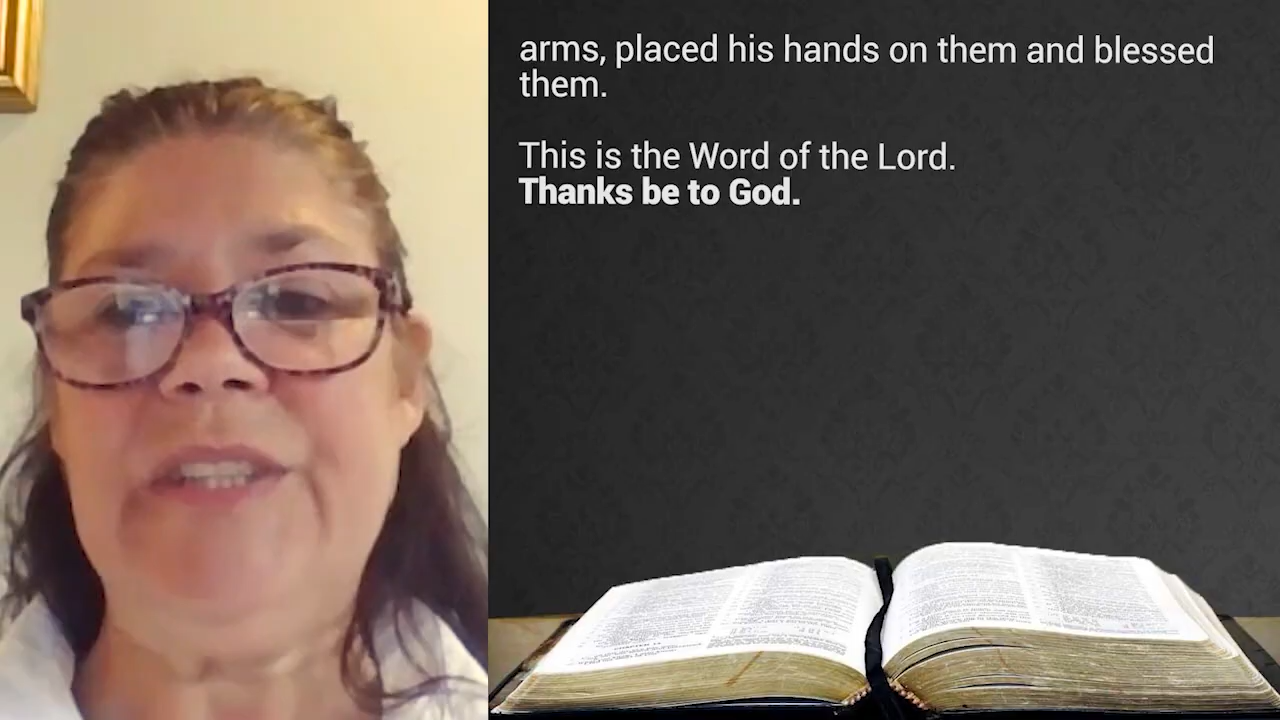 arms, placed his hands on them and blessed
them.
This is the Word of the Lord.
Thanks be to God.